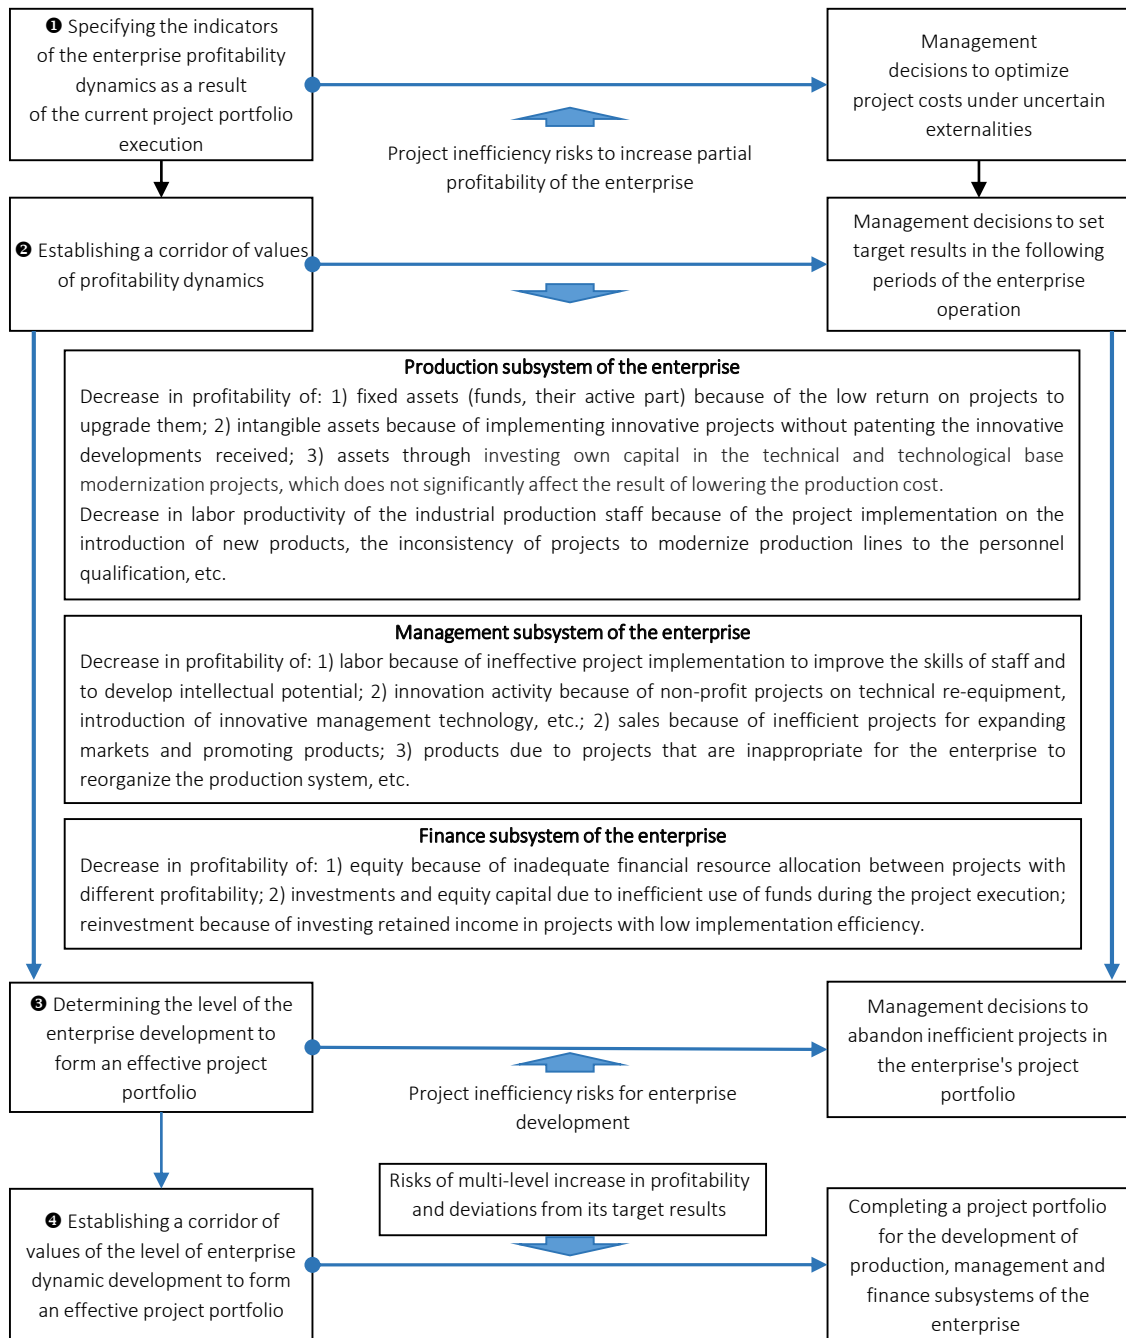 ❶ Specifying the indicators
of the enterprise profitability
dynamics as a result
of the current project portfolio
execution
Management
decisions to optimize
project costs under uncertain
externalities
Project inefficiency risks to increase partial
profitability of the enterprise
❷ Establishing a corridor of values
of profitability dynamics
Management decisions to set
target results in the following
periods of the enterprise
operation
Production subsystem of the enterprise
Decrease in profitability of: 1) fixed assets (funds, their active part) because of the low return on projects to
upgrade them; 2) intangible assets because of implementing innovative projects without patenting the innovative
developments received; 3) assets through investing own capital in the technical and technological base
modernization projects, which does not significantly affect the result of lowering the production cost.
Decrease in labor productivity of the industrial production staff because of the project implementation on the
introduction of new products, the inconsistency of projects to modernize production lines to the personnel
qualification, etc.
Management subsystem of the enterprise
Decrease in profitability of: 1) labor because of ineffective project implementation to improve the skills of staff and
to develop intellectual potential; 2) innovation activity because of non-profit projects on technical re-equipment,
introduction of innovative management technology, etc.; 2) sales because of inefficient projects for expanding
markets and promoting products; 3) products due to projects that are inappropriate for the enterprise to
reorganize the production system, etc.
Finance subsystem of the enterprise
Decrease in profitability of: 1) equity because of inadequate financial resource allocation between projects with
different profitability; 2) investments and equity capital due to inefficient use of funds during the project execution;
reinvestment because of investing retained income in projects with low implementation efficiency.
❸ Determining the level of the
enterprise development to
form an effective project
portfolio
Management decisions to
abandon inefficient projects in
the enterprise's project
portfolio
Project inefficiency risks for enterprise
development
Risks of multi-level increase in profitability
and deviations from its target results
❹ Establishing a corridor of
values of the level of enterprise
dynamic development to form
an effective project portfolio
Completing a project portfolio
for the development of
production, management and
finance subsystems of the
enterprise